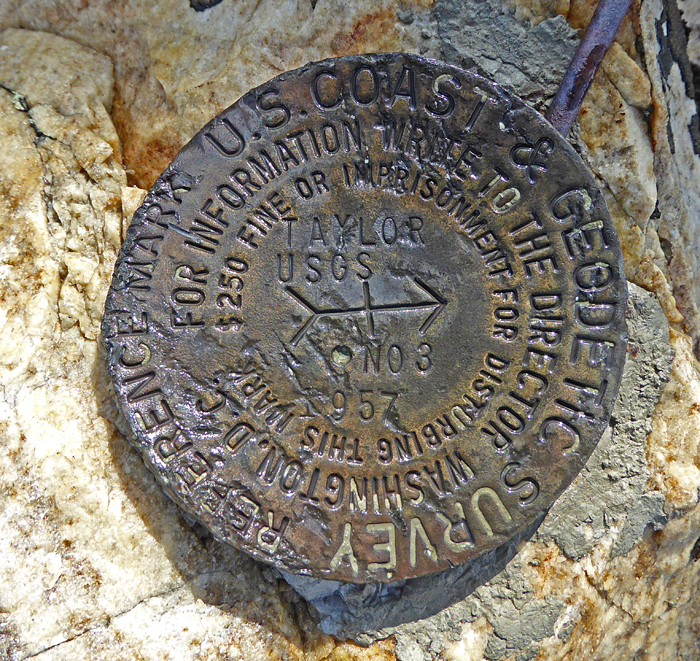 U.S. COAST & GEODETIC SURVEY
REFERENCE MARK
FOR INFORMATION WRITE TO THE DIRECTOR
WASHINGTON, D.C.
$250 FINE OR IMPRISONMENT FOR DISTURBING THIS MARK
TAYLOR
USGS
NO 3
957